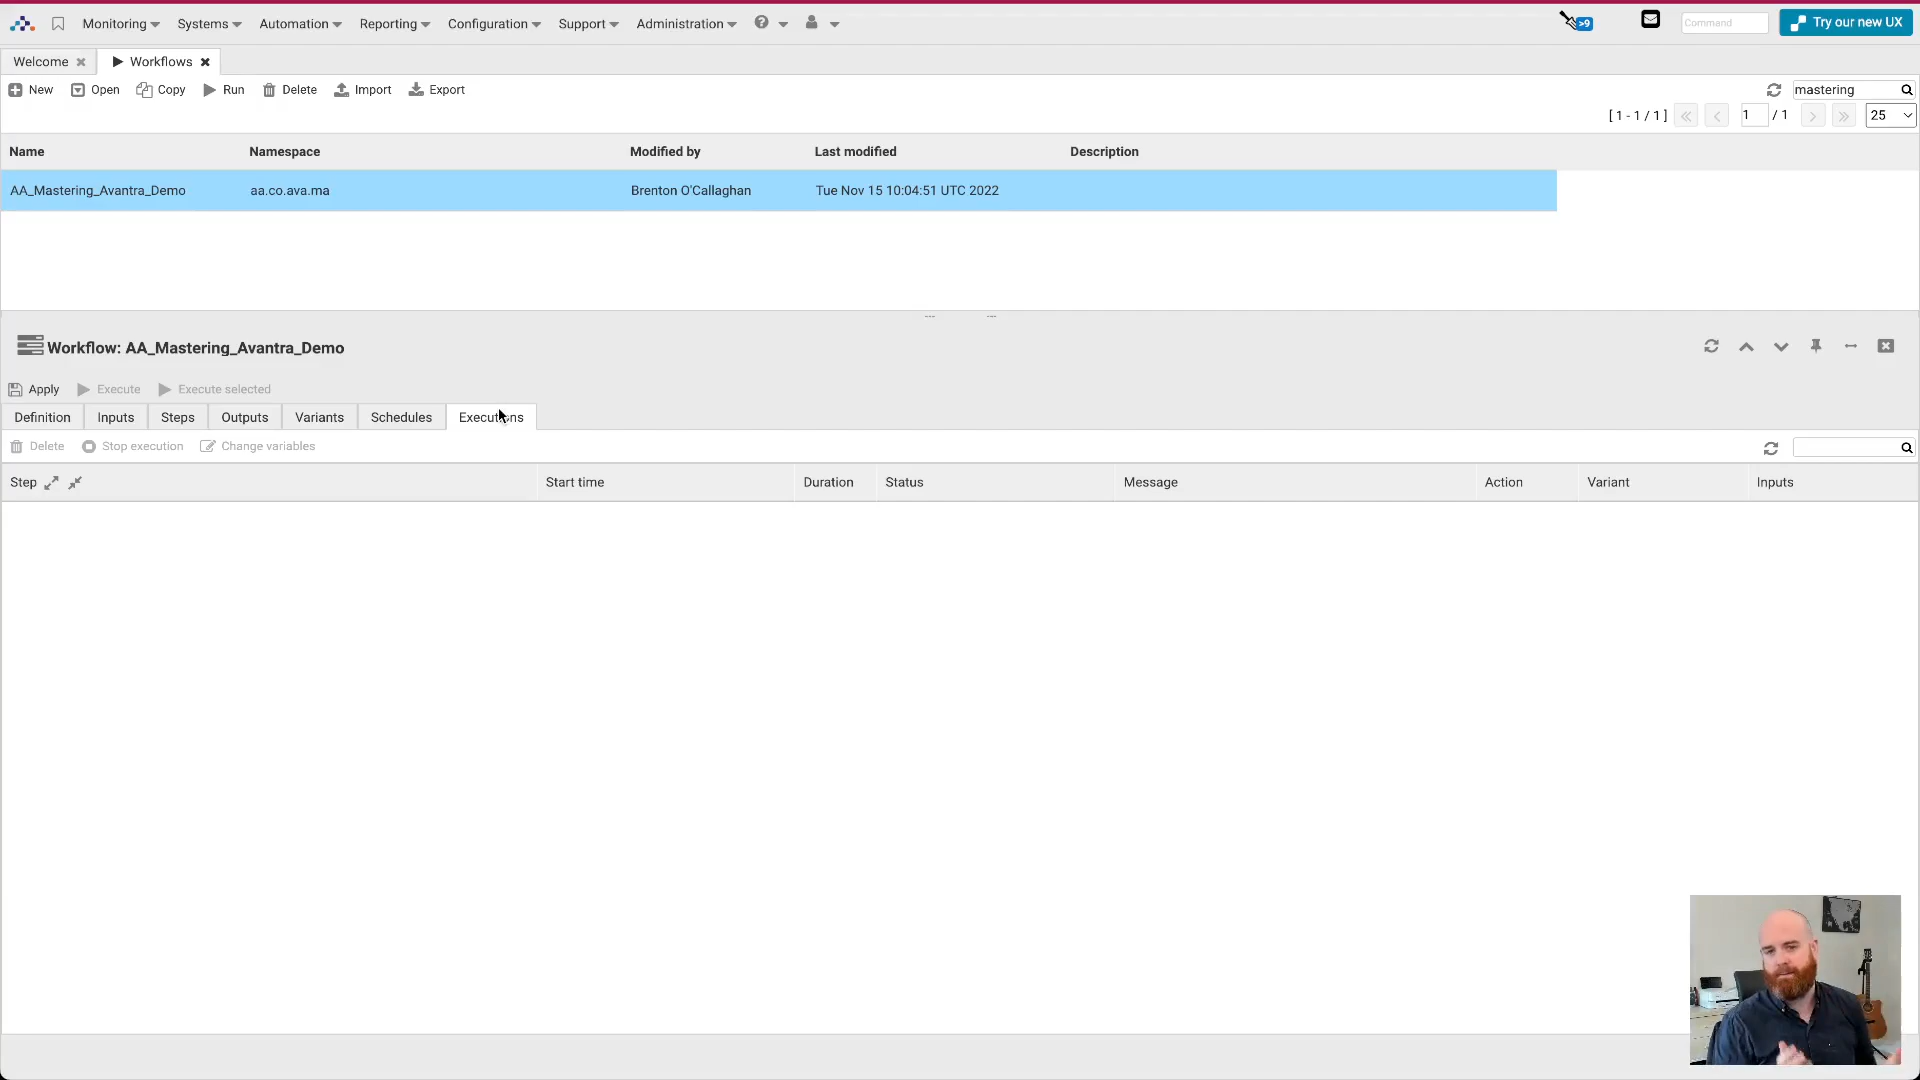 Monitoring Systems Automation Reporting Configuration Support Administration >9 Command Try our new UX
Welcome Workflows
New Open Copy Run Delete Import Export mastering
[ 1 - 1 / 1 ] 1 / 1 25
Name Namespace Modified by Last modified Description
AA_Mastering_Avantra_Demo aa.co.ava.ma Brenton O'Callaghan Tue Nov 15 10:04:51 UTC 2022
Workflow: AA_Mastering_Avantra_Demo
Apply Execute Execute selected
Definition Inputs Steps Outputs Variants Schedules Executions
Delete Stop execution Change variables
Step Start time Duration Status Message Action Variant Inputs